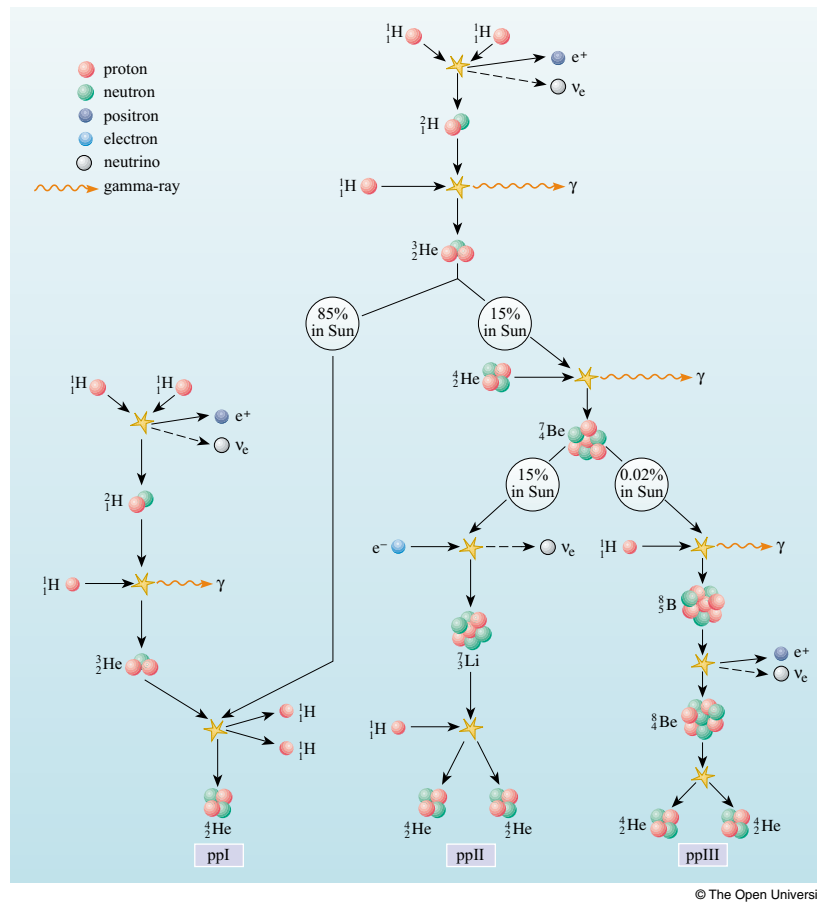 ¹₁H ¹₁H
e⁺
νₑ
proton
neutron
positron
electron
neutrino
gamma-ray
²₁H
¹₁H γ
³₂He
85%
in Sun
15%
in Sun
⁴₂He γ
⁷₄Be
15%
in Sun
0.02%
in Sun
¹₁H ¹₁H
e⁺
νₑ
²₁H
¹₁H γ
³₂He
¹₁H
¹₁H
⁴₂He
ppI
e⁻ νₑ
⁷₃Li
¹₁H
⁴₂He ⁴₂He
ppII
¹₁H γ
⁸₅B
e⁺
νₑ
⁸₄Be
⁴₂He ⁴₂He
ppIII
© The Open Universi